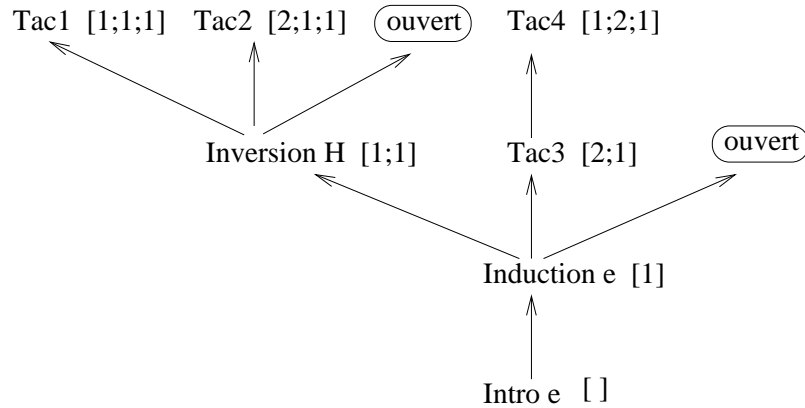 Tac1 [1;1;1] Tac2 [2;1;1] ouvert Tac4 [1;2;1]
Inversion H [1;1] Tac3 [2;1] ouvert
Induction e [1]
Intro e [ ]